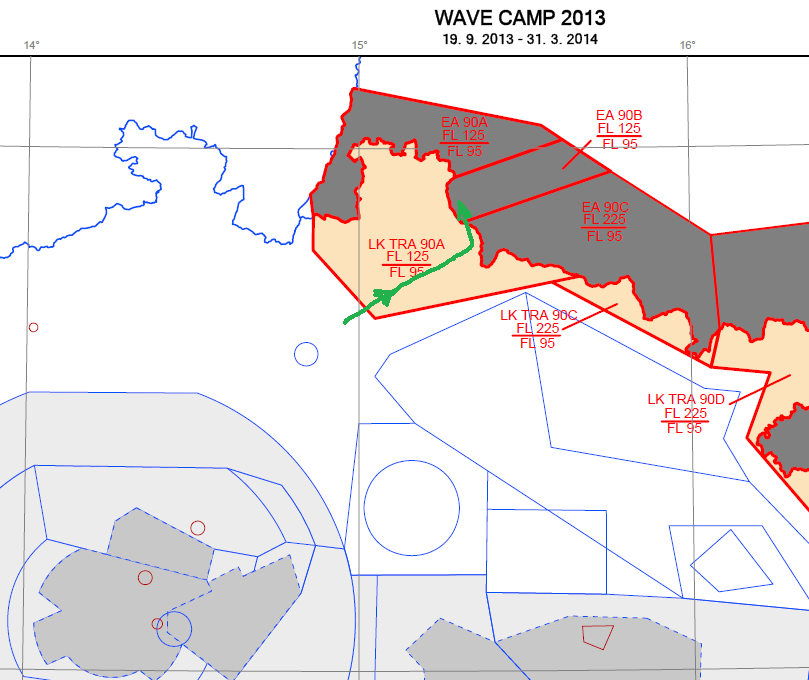 WAVE CAMP 2013
19. 9. 2013 - 31. 3. 2014
14°
15°
16°
EA 90A
FL 125
FL 95
EA 90B
FL 125
FL 95
EA 90C
FL 225
FL 95
LK TRA 90A
FL 125
FL 95
LK TRA 90C
FL 225
FL 95
LK TRA 90D
FL 225
FL 95